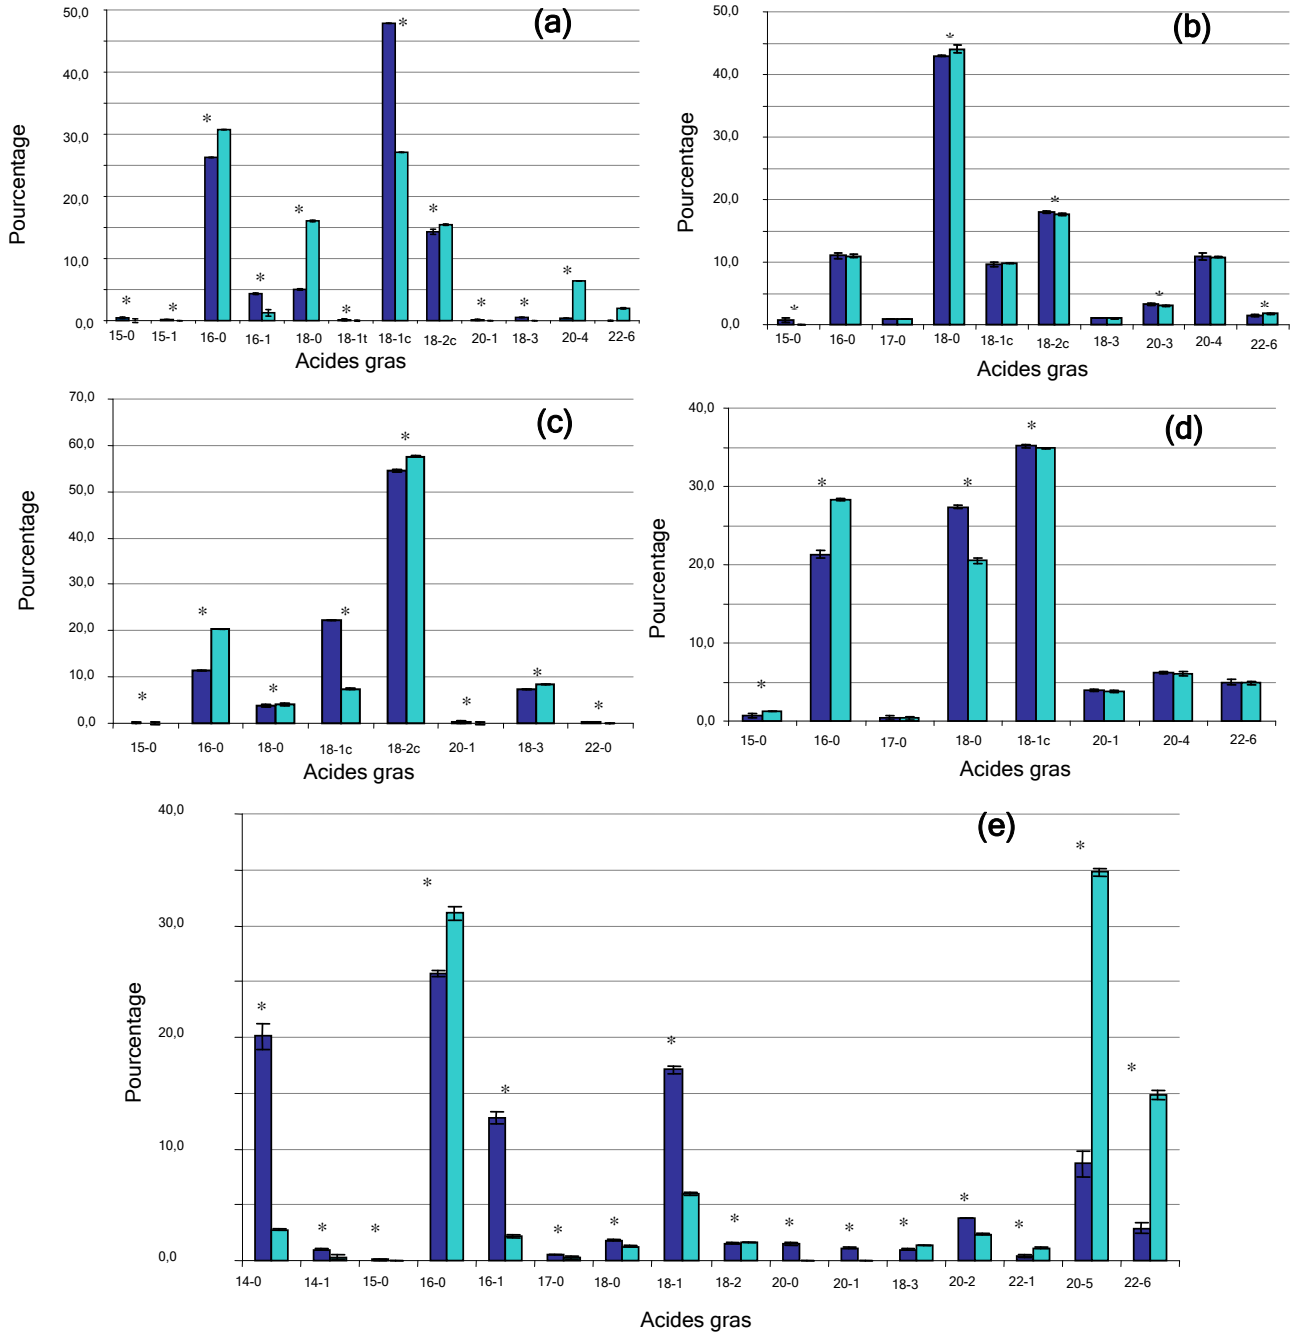 (a)
Pourcentage
50,0
40,0
30,0
20,0
10,0
0,0
* * * * * * * * * * *
15-0 15-1 16-0 16-1 18-0 18-1t 18-1c 18-2c 20-1 18-3 20-4 22-6
Acides gras
(b)
Pourcentage
50,0
40,0
30,0
20,0
10,0
0,0
* * * * *
15-0 16-0 17-0 18-0 18-1c 18-2c 18-3 20-3 20-4 22-6
Acides gras
(c)
Pourcentage
70,0
60,0
50,0
40,0
30,0
20,0
10,0
0,0
* * * * * * * *
15-0 16-0 18-0 18-1c 18-2c 20-1 18-3 22-0
Acides gras
(d)
Pourcentage
40,0
30,0
20,0
10,0
0,0
* * * *
15-0 16-0 17-0 18-0 18-1c 20-1 20-4 22-6
Acides gras
(e)
Pourcentage
40,0
30,0
20,0
10,0
0,0
* * * * * * * * * * * * * * * *
14-0 14-1 15-0 16-0 16-1 17-0 18-0 18-1 18-2 20-0 20-1 18-3 20-2 22-1 20-5 22-6
Acides gras